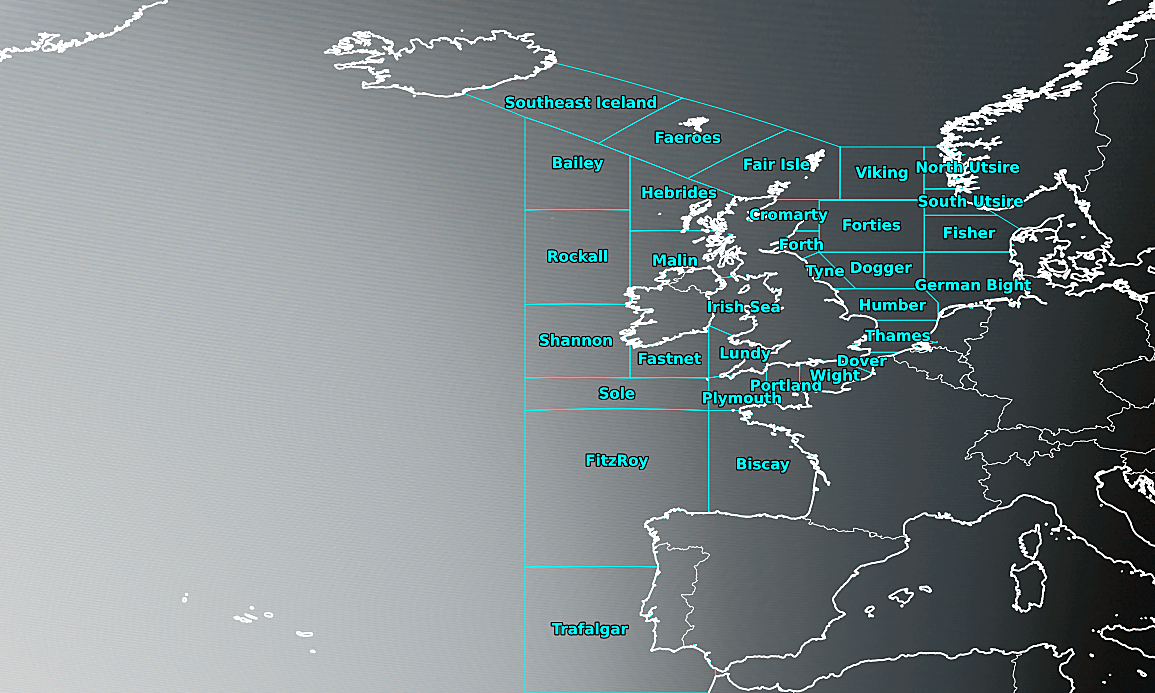 Southeast Iceland
Faeroes
Bailey
Fair Isle
North Utsire
Viking
Hebrides
South Utsire
Cromarty
Forties
Fisher
Forth
Rockall
Malin
Dogger
Tyne
German Bight
Humber
Irish Sea
Thames
Shannon
Lundy
Fastnet
Dover
Wight
Portland
Sole
Plymouth
FitzRoy
Biscay
Trafalgar